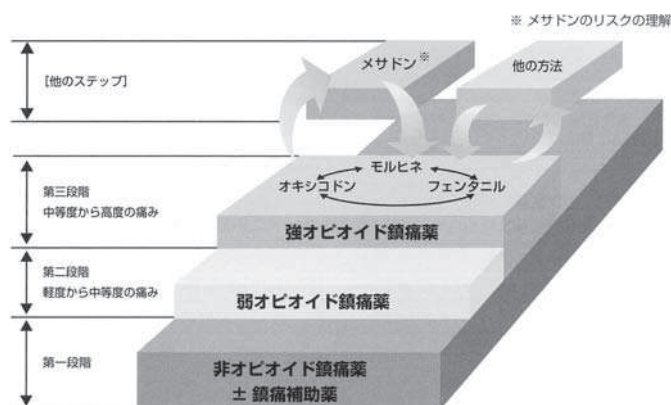 ※ メサドンのリスクの理解
メサドン※
他の方法
[他のステップ]
モルヒネ
オキシコドン
フェンタニル
第三段階
中等度から高度の痛み
強オピオイド鎮痛薬
第二段階
軽度から中等度の痛み
弱オピオイド鎮痛薬
第一段階
非オピオイド鎮痛薬
± 鎮痛補助薬